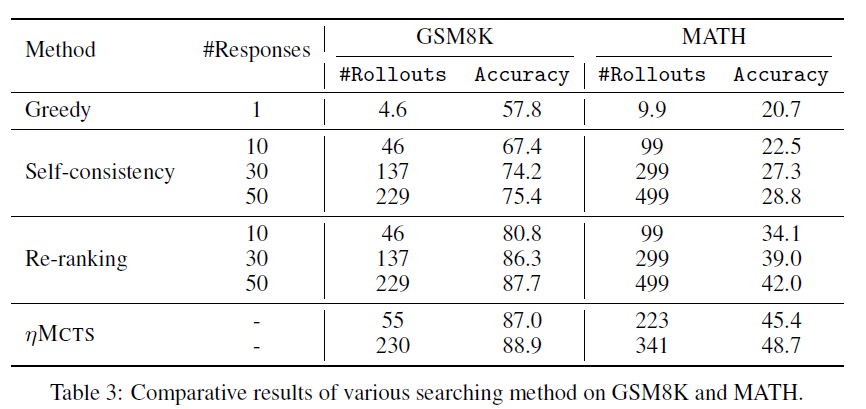 Method #Responses GSM8K MATH
#Rollouts Accuracy #Rollouts Accuracy
Greedy 1 4.6 57.8 9.9 20.7
10 46 67.4 99 22.5
Self-consistency 30 137 74.2 299 27.3
50 229 75.4 499 28.8
10 46 80.8 99 34.1
Re-ranking 30 137 86.3 299 39.0
50 229 87.7 499 42.0
ηMCTS - 55 87.0 223 45.4
- 230 88.9 341 48.7
Table 3: Comparative results of various searching method on GSM8K and MATH.